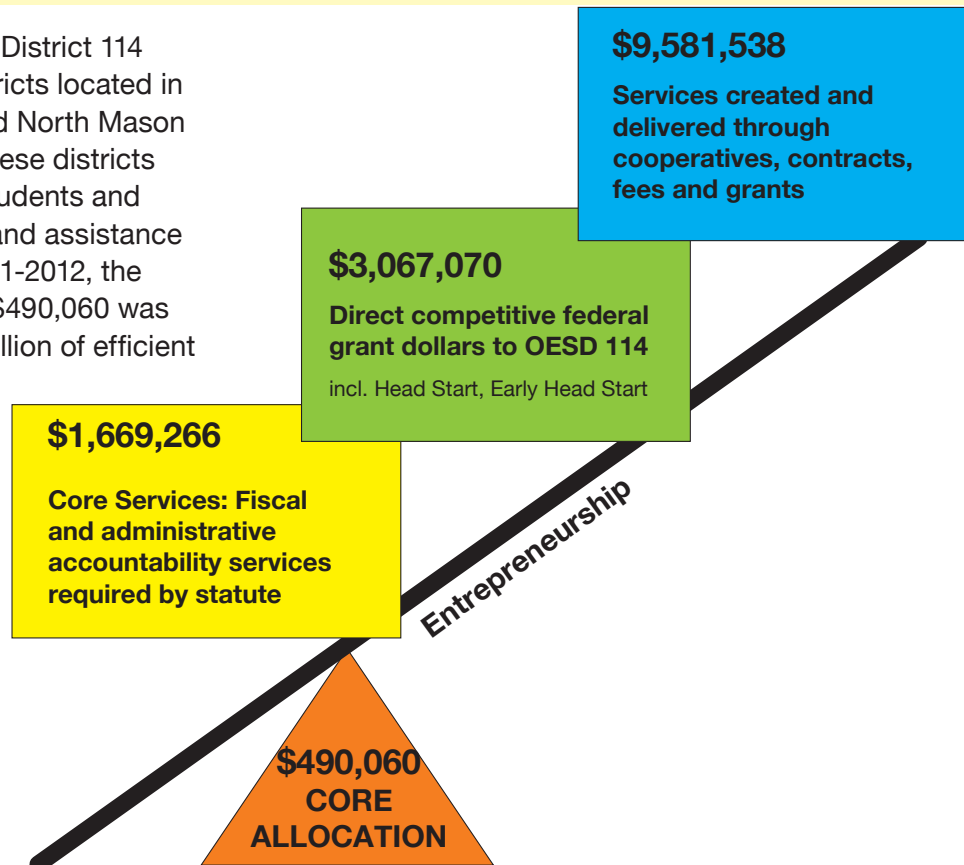 District 114
ricts located in
d North Mason
ese districts
udents and
and assistance
1-2012, the
$490,060 was
llion of efficient
$9,581,538
Services created and
delivered through
cooperatives, contracts,
fees and grants
$3,067,070
Direct competitive federal
grant dollars to OESD 114
incl. Head Start, Early Head Start
$1,669,266
Core Services: Fiscal
and administrative
accountability services
required by statute
Entrepreneurship
$490,060
CORE
ALLOCATION